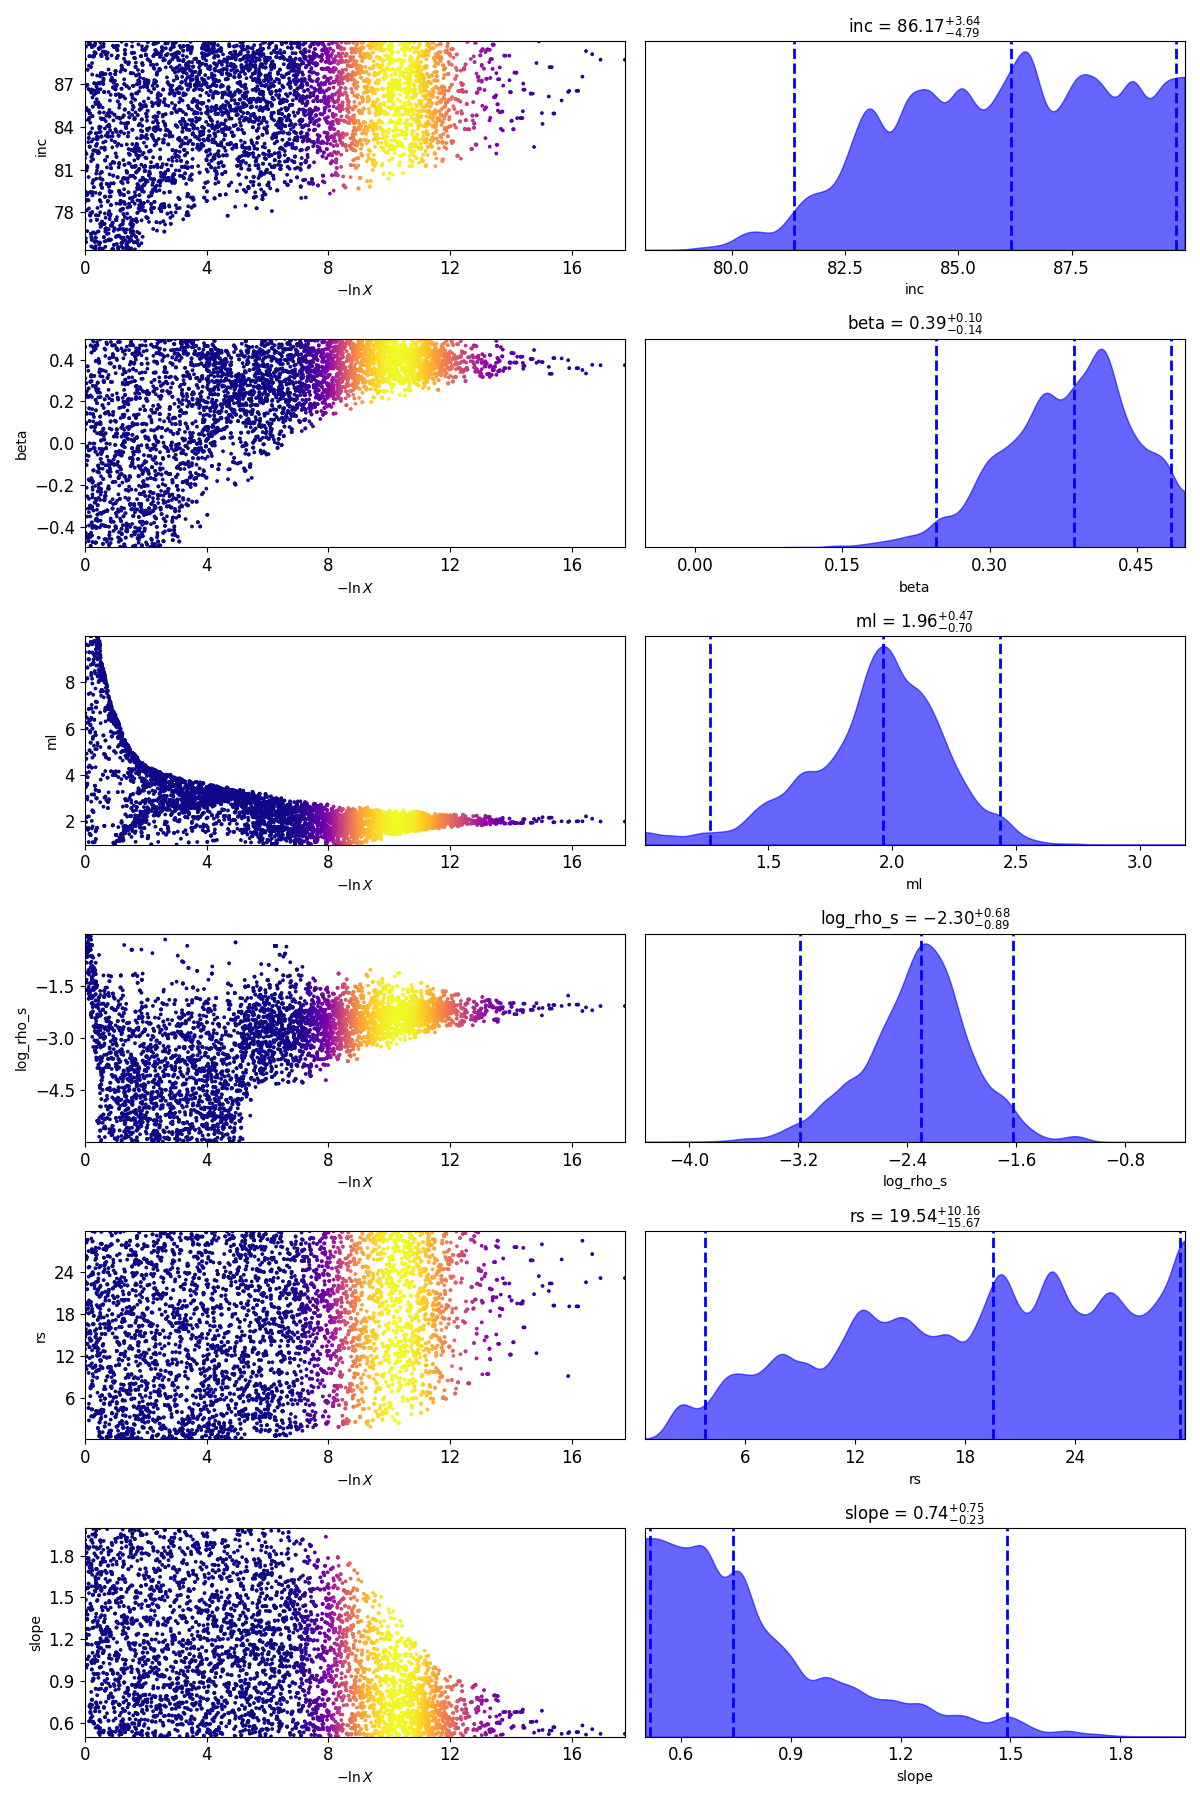 inc = 86.17^{+3.64}_{-4.79}
87
84
81
78
inc
0 4 8 12 16
−ln X
80.0 82.5 85.0 87.5
inc
beta = 0.39^{+0.10}_{-0.14}
0.4
0.2
0.0
−0.2
−0.4
beta
0 4 8 12 16
−ln X
0.00 0.15 0.30 0.45
beta
ml = 1.96^{+0.47}_{-0.70}
8
6
4
2
ml
0 4 8 12 16
−ln X
1.5 2.0 2.5 3.0
ml
log_rho_s = −2.30^{+0.68}_{-0.89}
−1.5
−3.0
−4.5
log_rho_s
0 4 8 12 16
−ln X
−4.0 −3.2 −2.4 −1.6 −0.8
log_rho_s
rs = 19.54^{+10.16}_{-15.67}
24
18
12
6
rs
0 4 8 12 16
−ln X
6 12 18 24
rs
slope = 0.74^{+0.75}_{-0.23}
1.8
1.5
1.2
0.9
0.6
slope
0 4 8 12 16
−ln X
0.6 0.9 1.2 1.5 1.8
slope